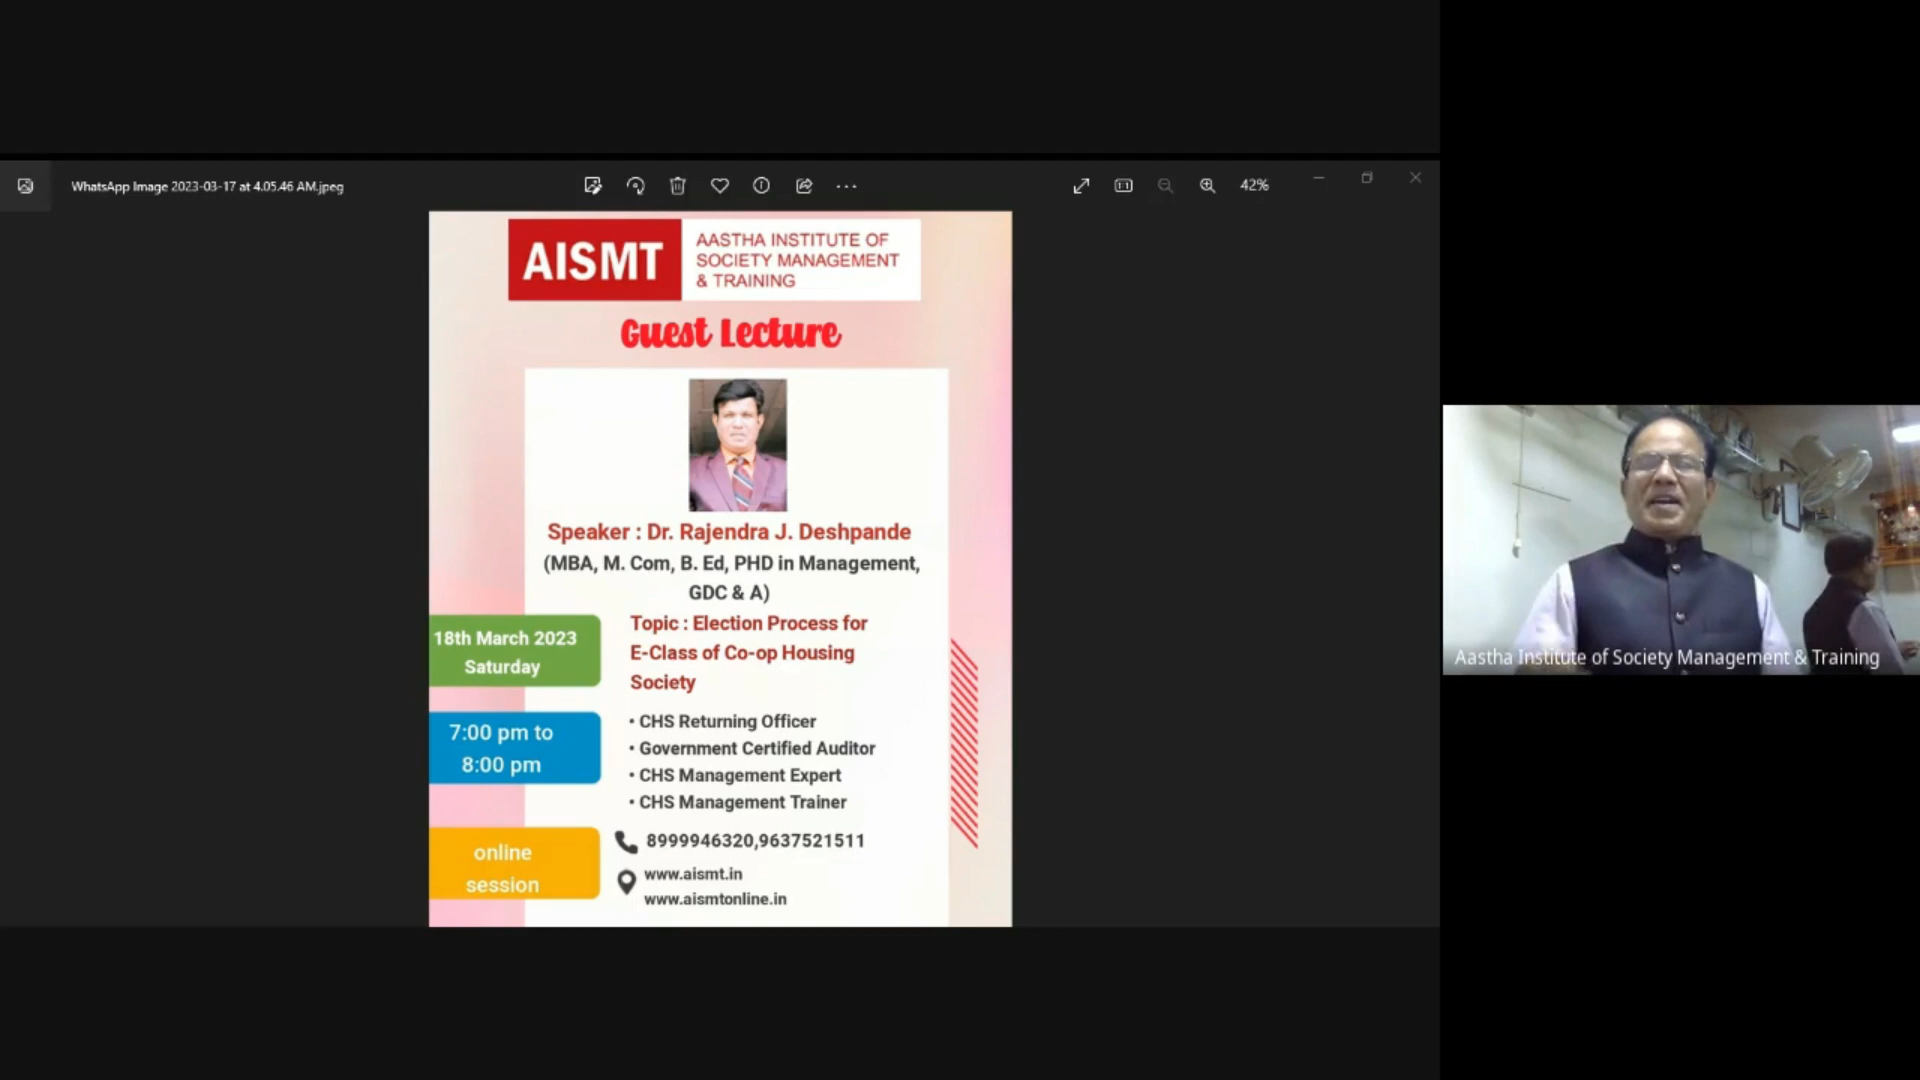 WhatsApp Image 2023-03-17 at 4.05.46 AM.jpeg
42%
AISMT
AASTHA INSTITUTE OF
SOCIETY MANAGEMENT
& TRAINING
Guest Lecture
Speaker : Dr. Rajendra J. Deshpande
(MBA, M. Com, B. Ed, PHD in Management,
GDC & A)
18th March 2023
Saturday
Topic : Election Process for
E-Class of Co-op Housing
Society
7:00 pm to
8:00 pm
• CHS Returning Officer
• Government Certified Auditor
• CHS Management Expert
• CHS Management Trainer
online
session
8999946320,9637521511
www.aismt.in
www.aismtonline.in
Aastha Institute of Society Management & Training